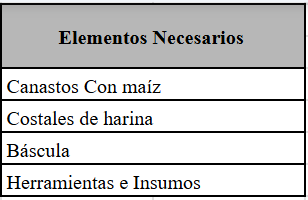 Elementos Necesarios
Canastos Con maíz
Costales de harina
Báscula
Herramientas e Insumos